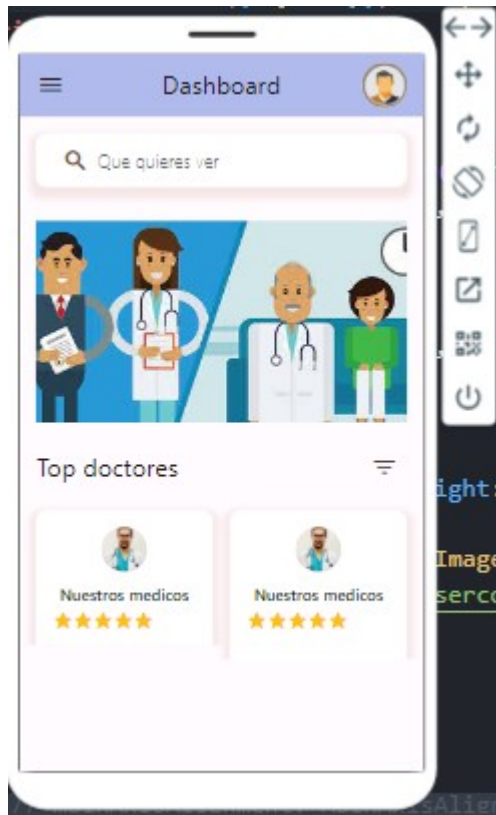 Dashboard
Que quieres ver
Top doctores
ight:
Image
serco
Nuestros medicos
Nuestros medicos